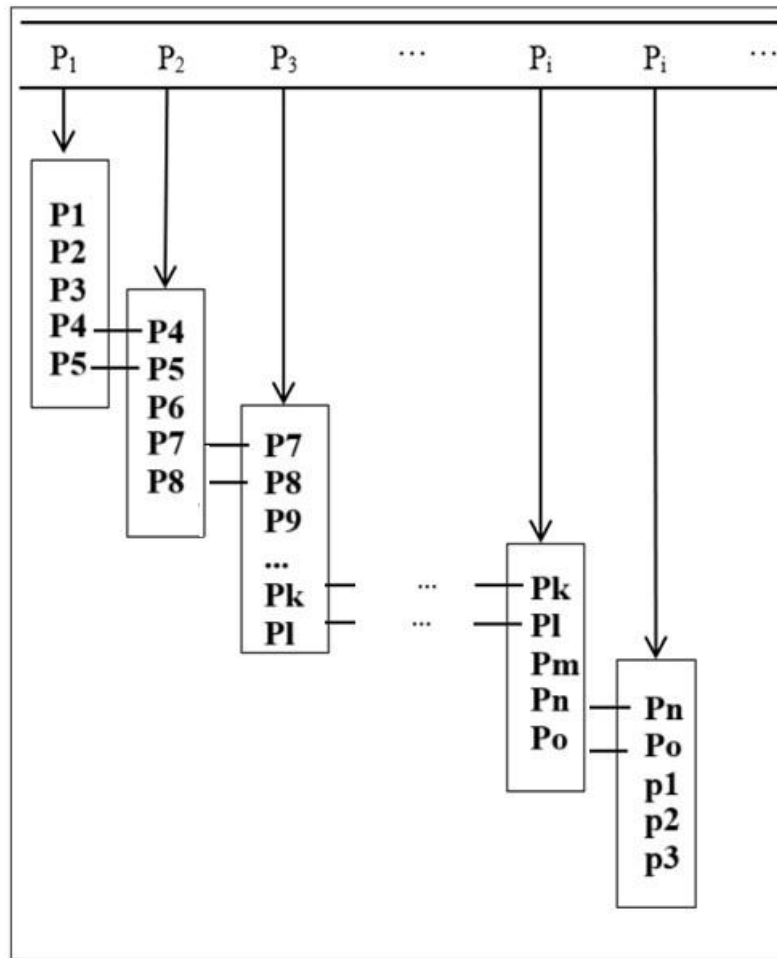 P₁ P₂ P₃ ... Pᵢ Pᵢ ...
P1
P2
P3
P4
P5
P4
P5
P6
P7
P8
P7
P8
P9
...
Pk
Pl
...
...
Pk
Pl
Pm
Pn
Po
Pn
Po
p1
p2
p3